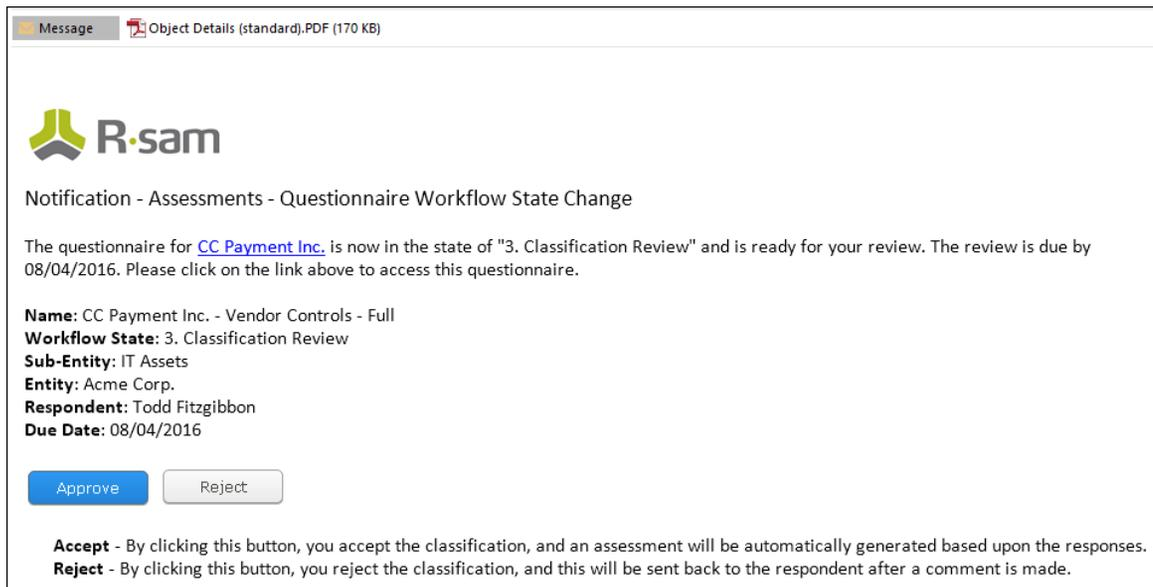 Message Object Details (standard).PDF (170 KB)
R·sam
Notification - Assessments - Questionnaire Workflow State Change
The questionnaire for CC Payment Inc. is now in the state of "3. Classification Review" and is ready for your review. The review is due by
08/04/2016. Please click on the link above to access this questionnaire.
Name: CC Payment Inc. - Vendor Controls - Full
Workflow State: 3. Classification Review
Sub-Entity: IT Assets
Entity: Acme Corp.
Respondent: Todd Fitzgibbon
Due Date: 08/04/2016
Approve Reject
Accept - By clicking this button, you accept the classification, and an assessment will be automatically generated based upon the responses.
Reject - By clicking this button, you reject the classification, and this will be sent back to the respondent after a comment is made.